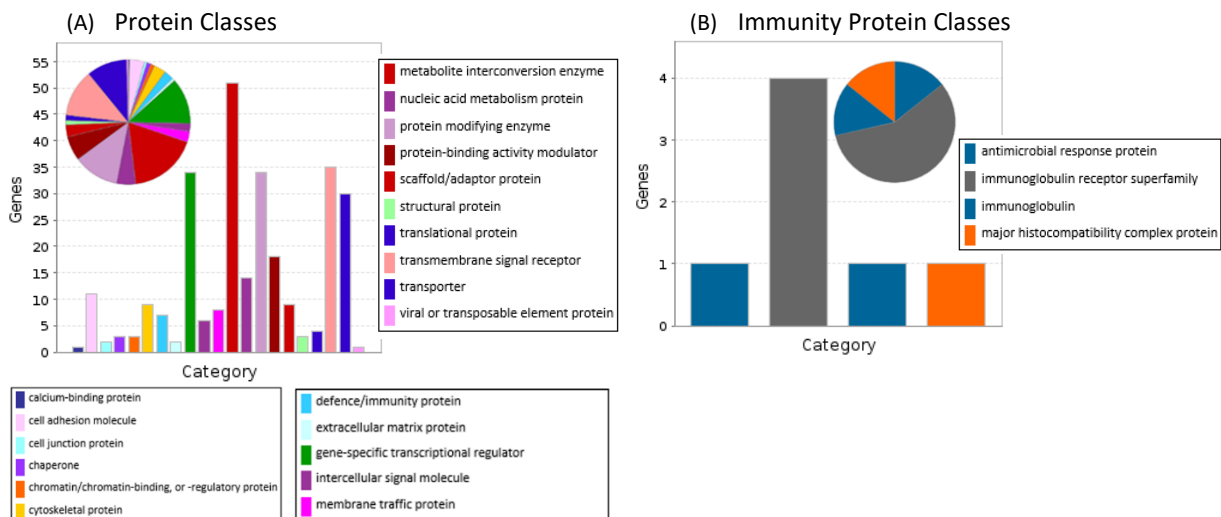 (A) Protein Classes
55
50
45
40
35
30
25
20
15
10
5
0
Genes
Category
metabolite interconversion enzyme
nucleic acid metabolism protein
protein modifying enzyme
protein-binding activity modulator
scaffold/adaptor protein
structural protein
translational protein
transmembrane signal receptor
transporter
viral or transposable element protein
calcium-binding protein
cell adhesion molecule
cell junction protein
chaperone
chromatin/chromatin-binding, or -regulatory protein
cytoskeletal protein
defence/immunity protein
extracellular matrix protein
gene-specific transcriptional regulator
intercellular signal molecule
membrane traffic protein
(B) Immunity Protein Classes
4
3
2
1
0
Genes
Category
antimicrobial response protein
immunoglobulin receptor superfamily
immunoglobulin
major histocompatibility complex protein